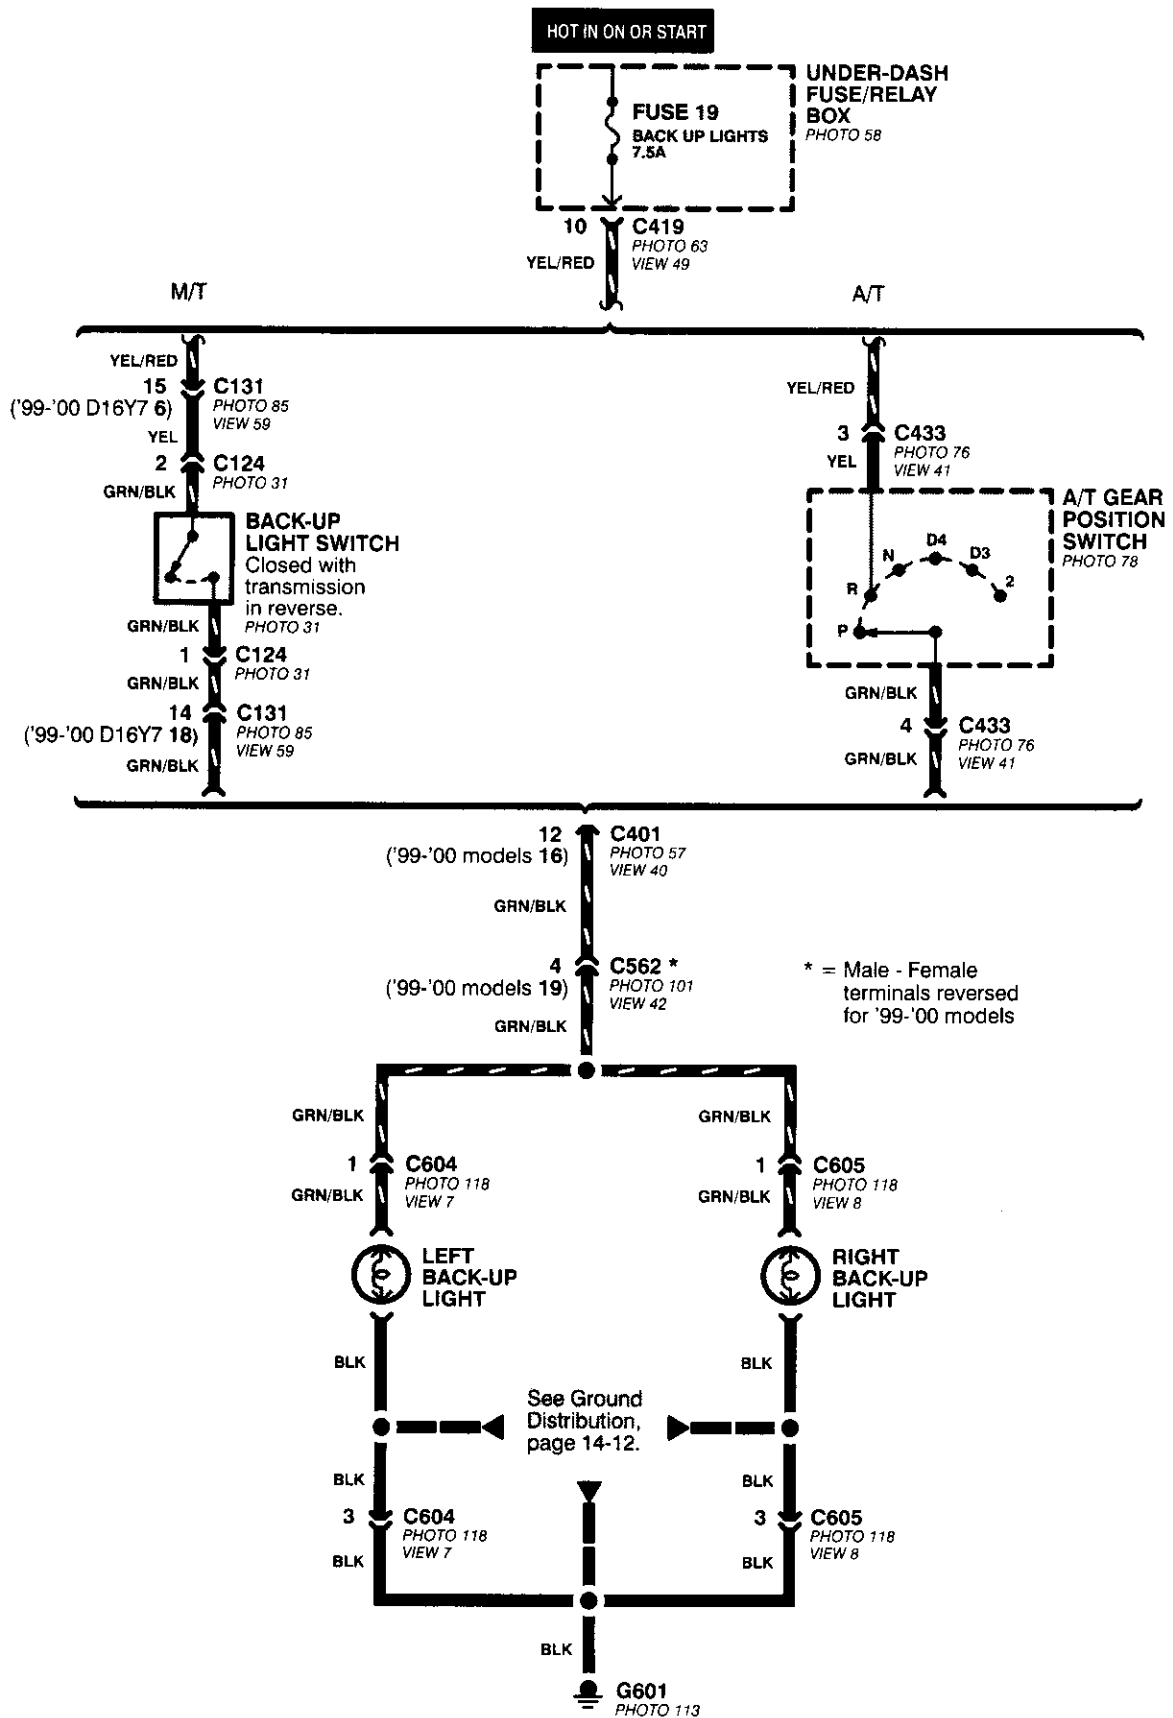 HOT IN ON OR START
UNDER-DASH
FUSE/RELAY
BOX
PHOTO 58
FUSE 19
BACK UP LIGHTS
7.5A
10
C419
PHOTO 63
VIEW 49
YEL/RED
M/T
A/T
YEL/RED
15
('99-'00 D16Y7 6)
C131
PHOTO 85
VIEW 59
YEL
2
C124
PHOTO 31
GRN/BLK
BACK-UP
LIGHT SWITCH
Closed with
transmission
in reverse.
PHOTO 31
GRN/BLK
1
C124
PHOTO 31
GRN/BLK
14
('99-'00 D16Y7 18)
C131
PHOTO 85
VIEW 59
GRN/BLK
YEL/RED
3
C433
PHOTO 76
VIEW 41
YEL
A/T GEAR
POSITION
SWITCH
PHOTO 78
P
R
N
D4
D3
2
GRN/BLK
4
C433
PHOTO 76
VIEW 41
GRN/BLK
12
('99-'00 models 16)
C401
PHOTO 57
VIEW 40
GRN/BLK
4
('99-'00 models 19)
C562 *
PHOTO 101
VIEW 42
GRN/BLK
* = Male - Female
terminals reversed
for '99-'00 models
GRN/BLK
1
C604
PHOTO 118
VIEW 7
GRN/BLK
LEFT
BACK-UP
LIGHT
GRN/BLK
1
C605
PHOTO 118
VIEW 8
GRN/BLK
RIGHT
BACK-UP
LIGHT
BLK
BLK
See Ground
Distribution,
page 14-12.
BLK
3
C604
PHOTO 118
VIEW 7
BLK
BLK
3
C605
PHOTO 118
VIEW 8
BLK
BLK
G601
PHOTO 113